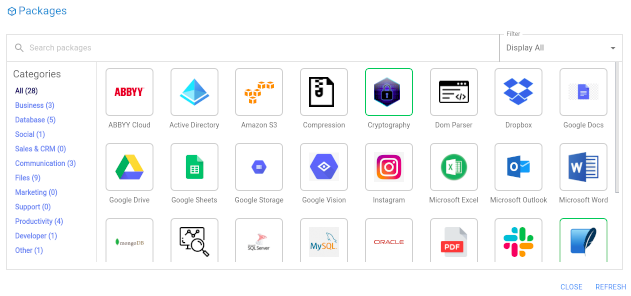 Packages
Search packages
Filter
Display All
Categories
All (28)
Business (3)
Database (5)
Social (1)
Sales & CRM (0)
Communication (3)
Files (9)
Marketing (0)
Support (0)
Productivity (4)
Developer (1)
Other (1)
ABBYY
ABBYY Cloud
Active Directory
Amazon S3
Compression
Cryptography
Dom Parser
Dropbox
Google Docs
Google Drive
Google Sheets
Google Storage
Google Vision
Instagram
Microsoft Excel
Microsoft Outlook
Microsoft Word
mongoDB
SQL Server
MySQL
ORACLE
PDF
CLOSE
REFRESH